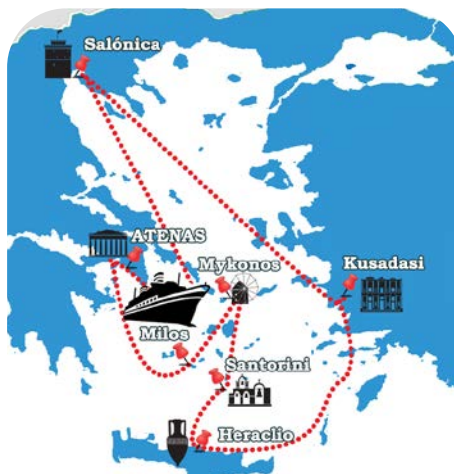 Salónica
ATENAS
Mykonos
Kusadasi
Milos
Santorini
Heraclio